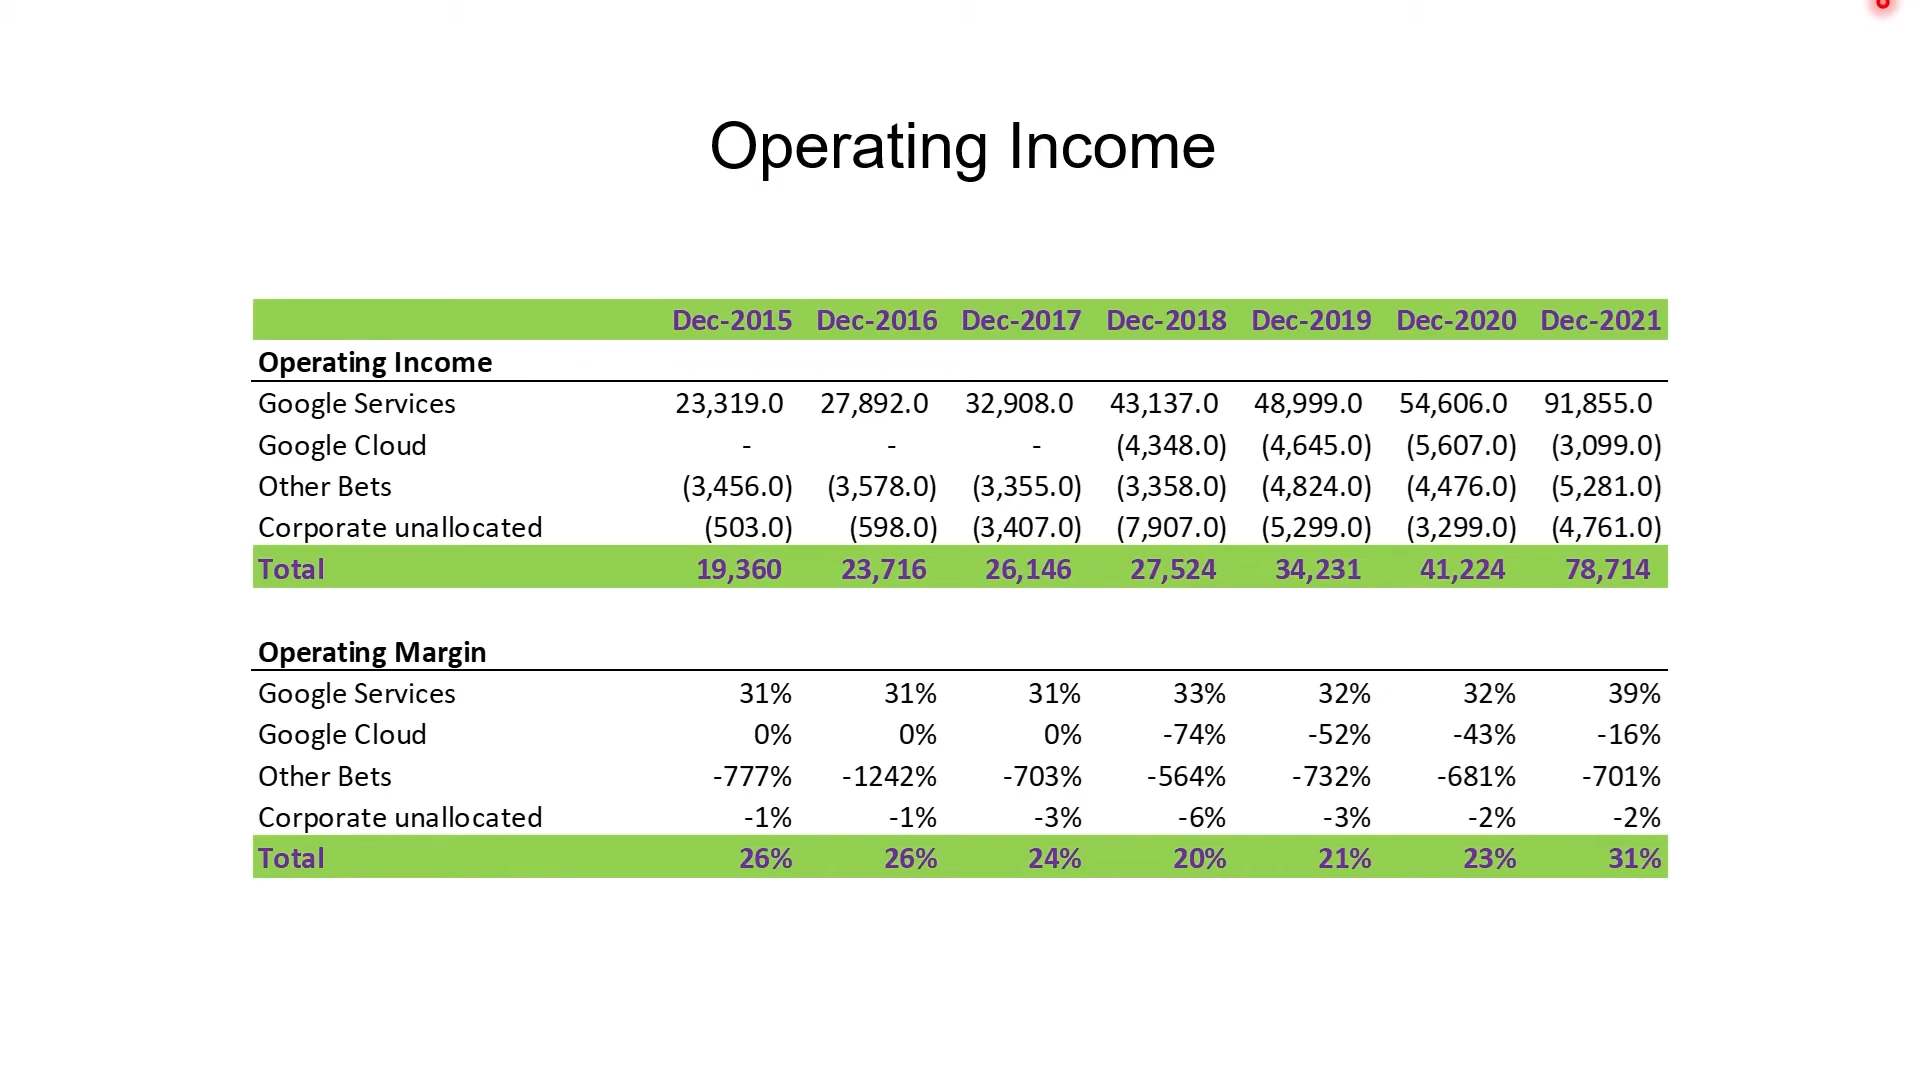 Operating Income
Dec-2015 Dec-2016 Dec-2017 Dec-2018 Dec-2019 Dec-2020 Dec-2021
Operating Income
Google Services 23,319.0 27,892.0 32,908.0 43,137.0 48,999.0 54,606.0 91,855.0
Google Cloud - - - (4,348.0) (4,645.0) (5,607.0) (3,099.0)
Other Bets (3,456.0) (3,578.0) (3,355.0) (3,358.0) (4,824.0) (4,476.0) (5,281.0)
Corporate unallocated (503.0) (598.0) (3,407.0) (7,907.0) (5,299.0) (3,299.0) (4,761.0)
Total 19,360 23,716 26,146 27,524 34,231 41,224 78,714
Operating Margin
Google Services 31% 31% 31% 33% 32% 32% 39%
Google Cloud 0% 0% 0% -74% -52% -43% -16%
Other Bets -777% -1242% -703% -564% -732% -681% -701%
Corporate unallocated -1% -1% -3% -6% -3% -2% -2%
Total 26% 26% 24% 20% 21% 23% 31%